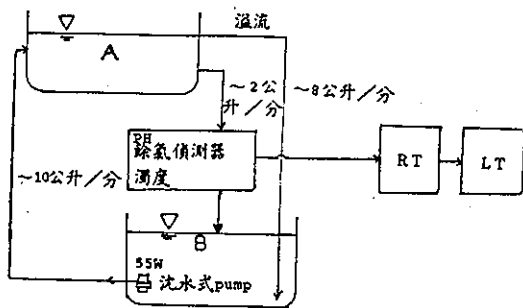 溢流
A
~2公
升/分
~8公升/分
PH
餘氯偵測器
濁度
RT
LT
~10公升/分
B
55W
沈水式pump